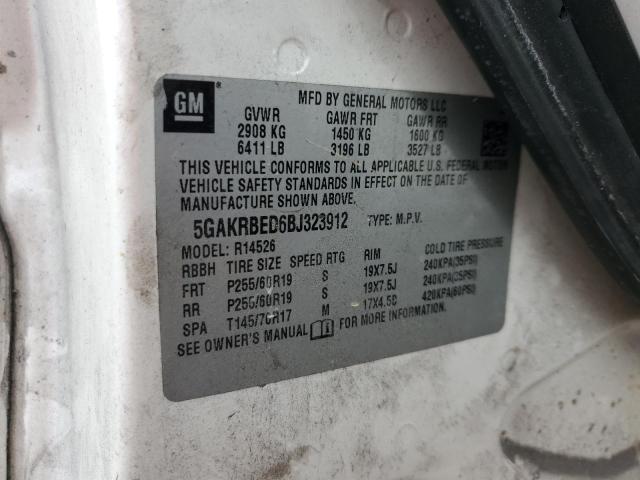 GM
MFD BY GENERAL MOTORS LLC
GVWR GAWR FRT GAWR RR
2908 KG 1450 KG 1600 KG
6411 LB 3196 LB 3527 LB
THIS VEHICLE CONFORMS TO ALL APPLICABLE U.S. FEDERAL MOTOR
VEHICLE SAFETY STANDARDS IN EFFECT ON THE DATE OF
MANUFACTURE SHOWN ABOVE.
5GAKRBED6BJ323912 TYPE: M.P.V.
MODEL: R14526
RBBH TIRE SIZE SPEED RTG RIM COLD TIRE PRESSURE
FRT P255/60R19 S 19X7.5J 240KPA(35PSI)
RR P255/60R19 S 19X7.5J 240KPA(35PSI)
SPA T145/70R17 M 17X4.5B 420KPA(60PSI)
SEE OWNER'S MANUAL FOR MORE INFORMATION.